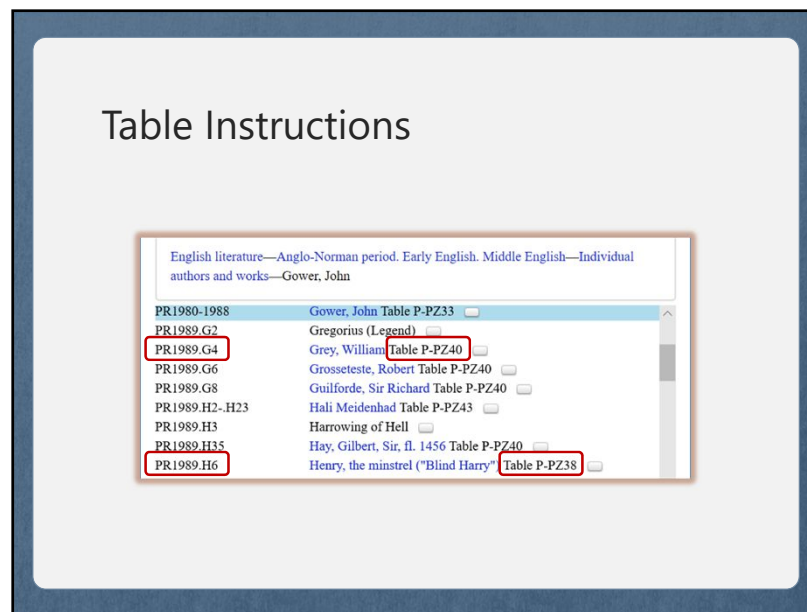 Table Instructions
English literature—Anglo-Norman period. Early English. Middle English—Individual
authors and works—Gower, John
PR1980-1988 Gower, John Table P-PZ33
PR1989.G2 Gregorius (Legend)
PR1989.G4 Grey, William Table P-PZ40
PR1989.G6 Grosseteste, Robert Table P-PZ40
PR1989.G8 Guilforde, Sir Richard Table P-PZ40
PR1989.H2-.H23 Hali Meidenhad Table P-PZ43
PR1989.H3 Harrowing of Hell
PR1989.H35 Hay, Gilbert, Sir, fl. 1456 Table P-PZ40
PR1989.H6 Henry, the minstrel ("Blind Harry") Table P-PZ38